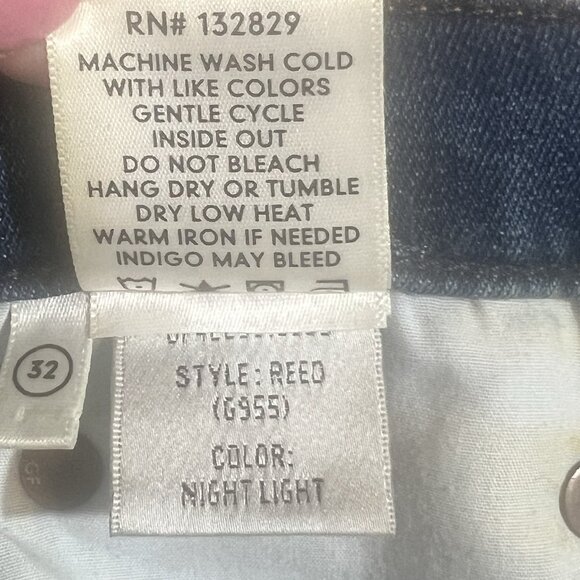 RN# 132829
MACHINE WASH COLD
WITH LIKE COLORS
GENTLE CYCLE
INSIDE OUT
DO NOT BLEACH
HANG DRY OR TUMBLE
DRY LOW HEAT
WARM IRON IF NEEDED
INDIGO MAY BLEED
32
STYLE: REED
(G955)
COLOR:
NIGHT LIGHT